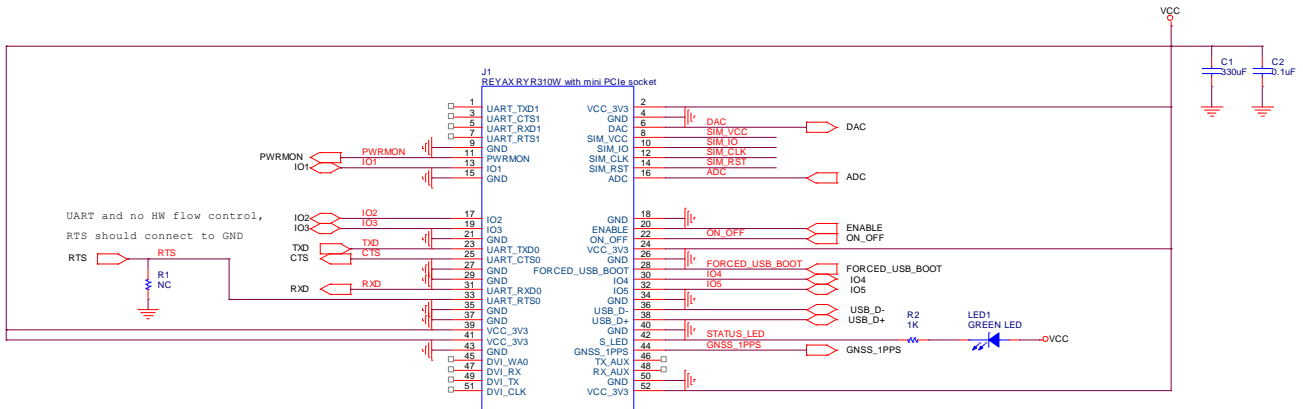 VCC
C1
330uF
C2
0.1uF
J1
REYAX RYR310W with mini PCIe socket
1 UART_TXD1
3 UART_CTS1
5 UART_RXD1
7 UART_RTS1
9 GND
PWRMON PWRMON 11 PWRMON
IO1 IO1 13 IO1
15 GND
UART and no HW flow control,
RTS should connect to GND
IO2 IO2 17 IO2
IO3 IO3 19 IO3
21 GND
TXD TXD 23 UART_TXD0
CTS CTS 25 UART_CTS0
RTS RTS
R1
NC
27 GND
29 GND
RXD RXD 31 UART_RXD0
33 UART_RTS0
35 GND
37 GND
39 VCC_3V3
41 VCC_3V3
43 GND
45 DVI_WA0
47 DVI_RX
49 DVI_TX
51 DVI_CLK
VCC_3V3 2
GND 4
DAC 6 DAC DAC
SIM_VCC 8 SIM_VCC
SIM_IO 10 SIM_IO
SIM_CLK 12 SIM_CLK
SIM_RST 14 SIM_RST
ADC 16 ADC ADC
GND 18
ENABLE 20 ENABLE
ON_OFF 22 ON_OFF ON_OFF
VCC_3V3 24
GND 26
FORCED_USB_BOOT 28 FORCED_USB_BOOT FORCED_USB_BOOT
IO4 30 IO4 IO4
IO5 32 IO5 IO5
GND 34
USB_D- 36 USB_D-
USB_D+ 38 USB_D+
GND 40
S_LED 42 STATUS_LED
R2
1K
LED1
GREEN LED
VCC
GNSS_1PPS 44 GNSS_1PPS GNSS_1PPS
TX_AUX 46
RX_AUX 48
GND 50
VCC_3V3 52